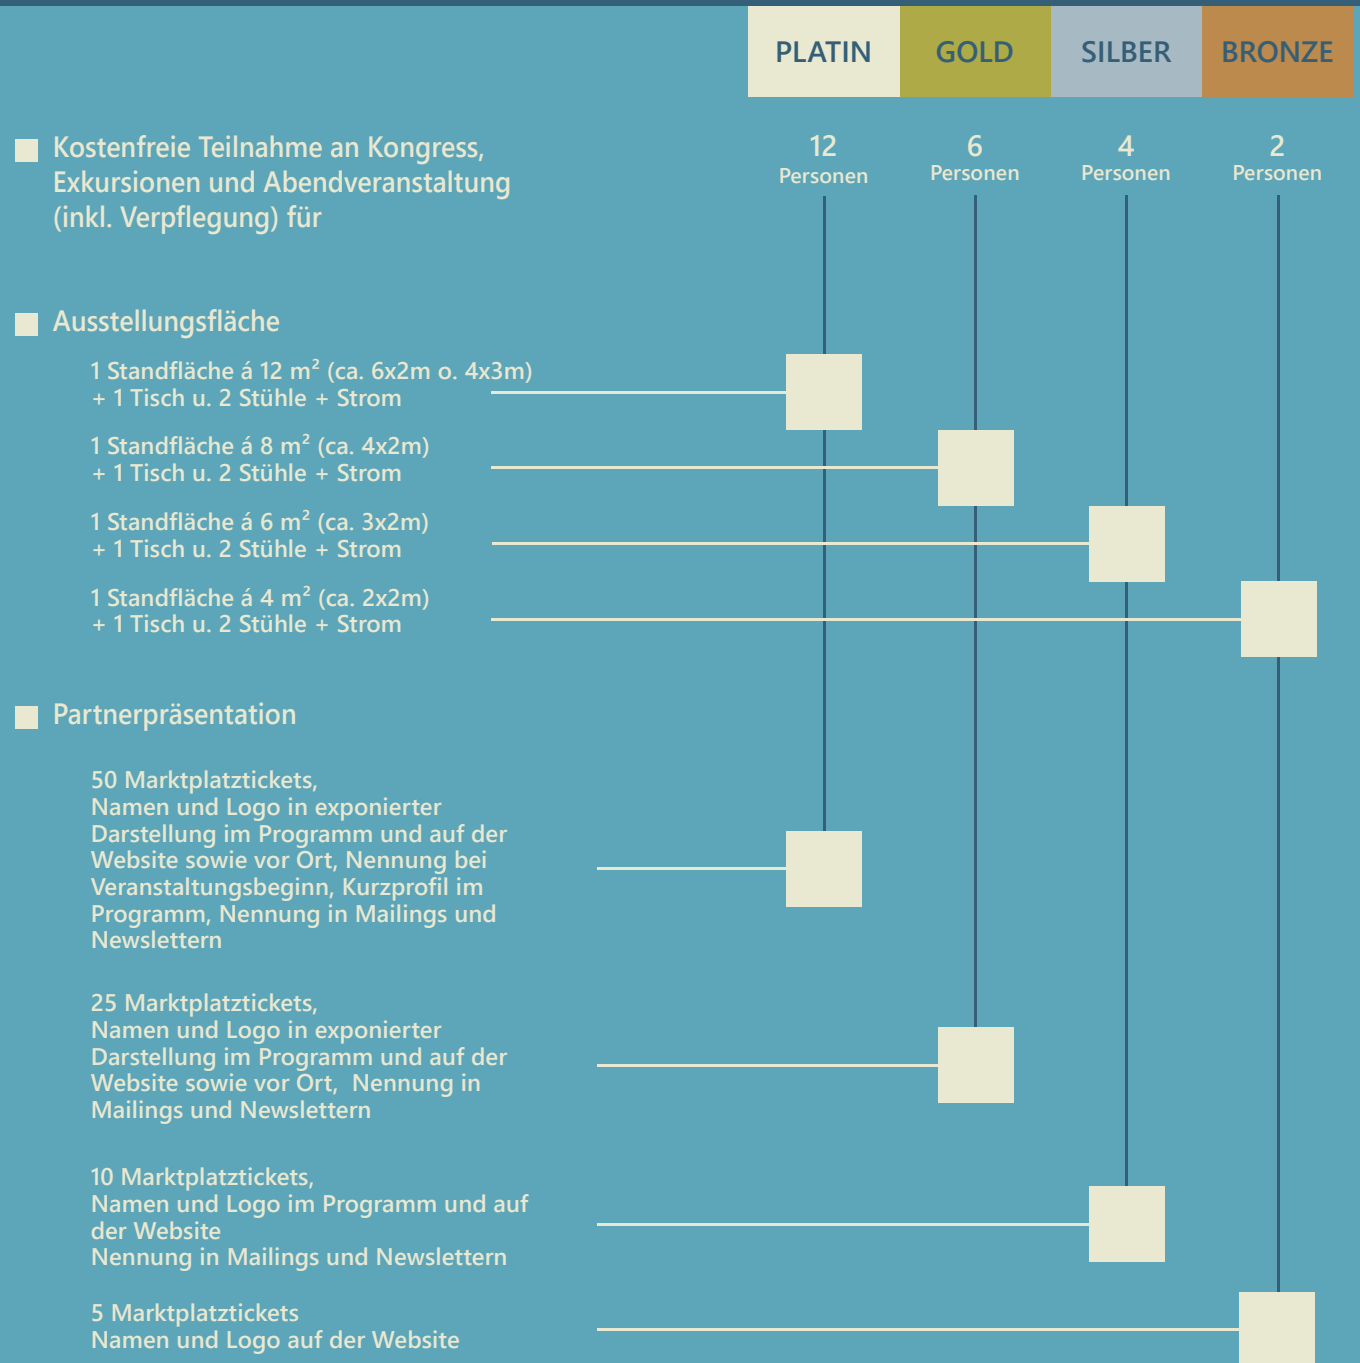 PLATIN GOLD SILBER BRONZE
Kostenfreie Teilnahme an Kongress,
Exkursionen und Abendveranstaltung
(inkl. Verpflegung) für
12 6 4 2
Personen Personen Personen Personen
Ausstellungsfläche
1 Standfläche á 12 m² (ca. 6x2m o. 4x3m)
+ 1 Tisch u. 2 Stühle + Strom
1 Standfläche á 8 m² (ca. 4x2m)
+ 1 Tisch u. 2 Stühle + Strom
1 Standfläche á 6 m² (ca. 3x2m)
+ 1 Tisch u. 2 Stühle + Strom
1 Standfläche á 4 m² (ca. 2x2m)
+ 1 Tisch u. 2 Stühle + Strom
Partnerpräsentation
50 Marktplatztickets,
Namen und Logo in exponierter
Darstellung im Programm und auf der
Website sowie vor Ort, Nennung bei
Veranstaltungsbeginn, Kurzprofil im
Programm, Nennung in Mailings und
Newslettern
25 Marktplatztickets,
Namen und Logo in exponierter
Darstellung im Programm und auf der
Website sowie vor Ort,  Nennung in
Mailings und Newslettern
10 Marktplatztickets,
Namen und Logo im Programm und auf
der Website
Nennung in Mailings und Newslettern
5 Marktplatztickets
Namen und Logo auf der Website